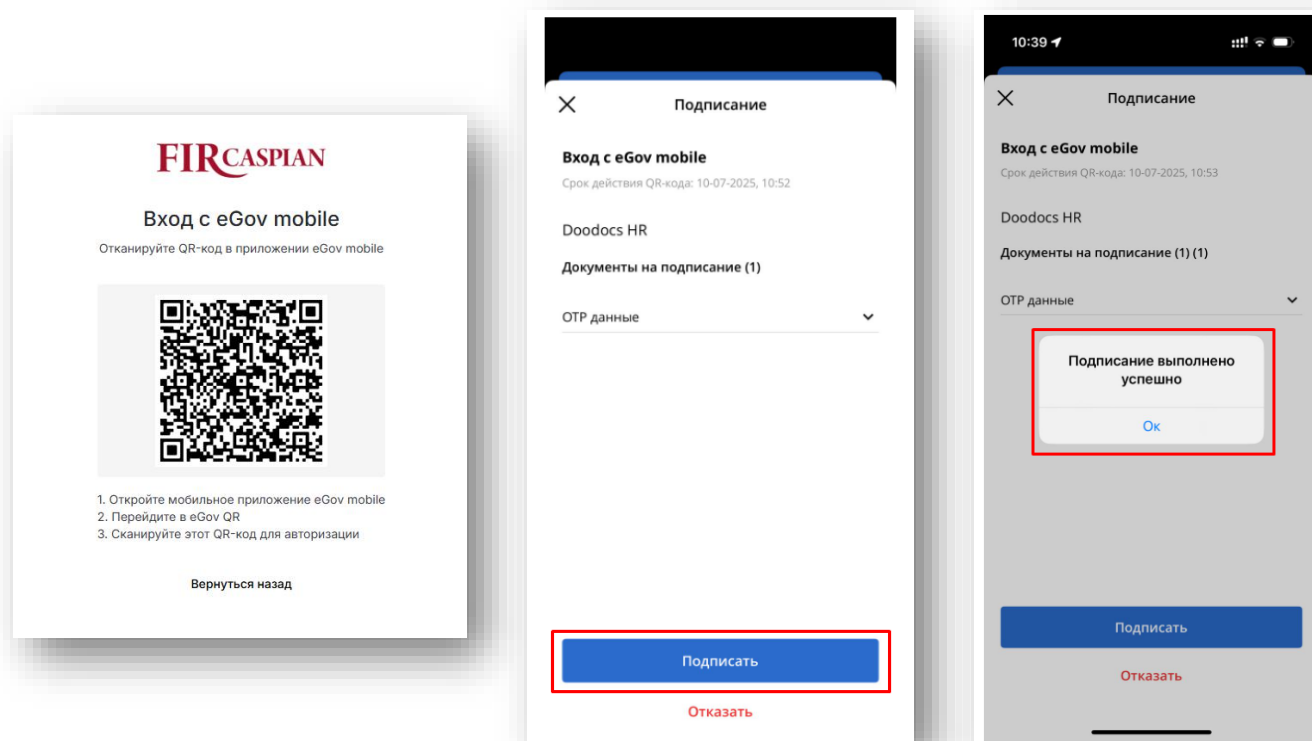 FIRCASPIAN
Вход с eGov mobile
Отканируйте QR-код в приложении eGov mobile
1. Откройте мобильное приложение eGov mobile
2. Перейдите в eGov QR
3. Сканируйте этот QR-код для авторизации
Вернуться назад
Подписание
Вход с eGov mobile
Срок действия QR-кода: 10-07-2025, 10:52
Doodocs HR
Документы на подписание (1)
ОТР данные
Подписать
Отказать
10:39
Подписание
Вход с eGov mobile
Срок действия QR-кода: 10-07-2025, 10:53
Doodocs HR
Документы на подписание (1) (1)
ОТР данные
Подписание выполнено
успешно
Ок
Подписать
Отказать